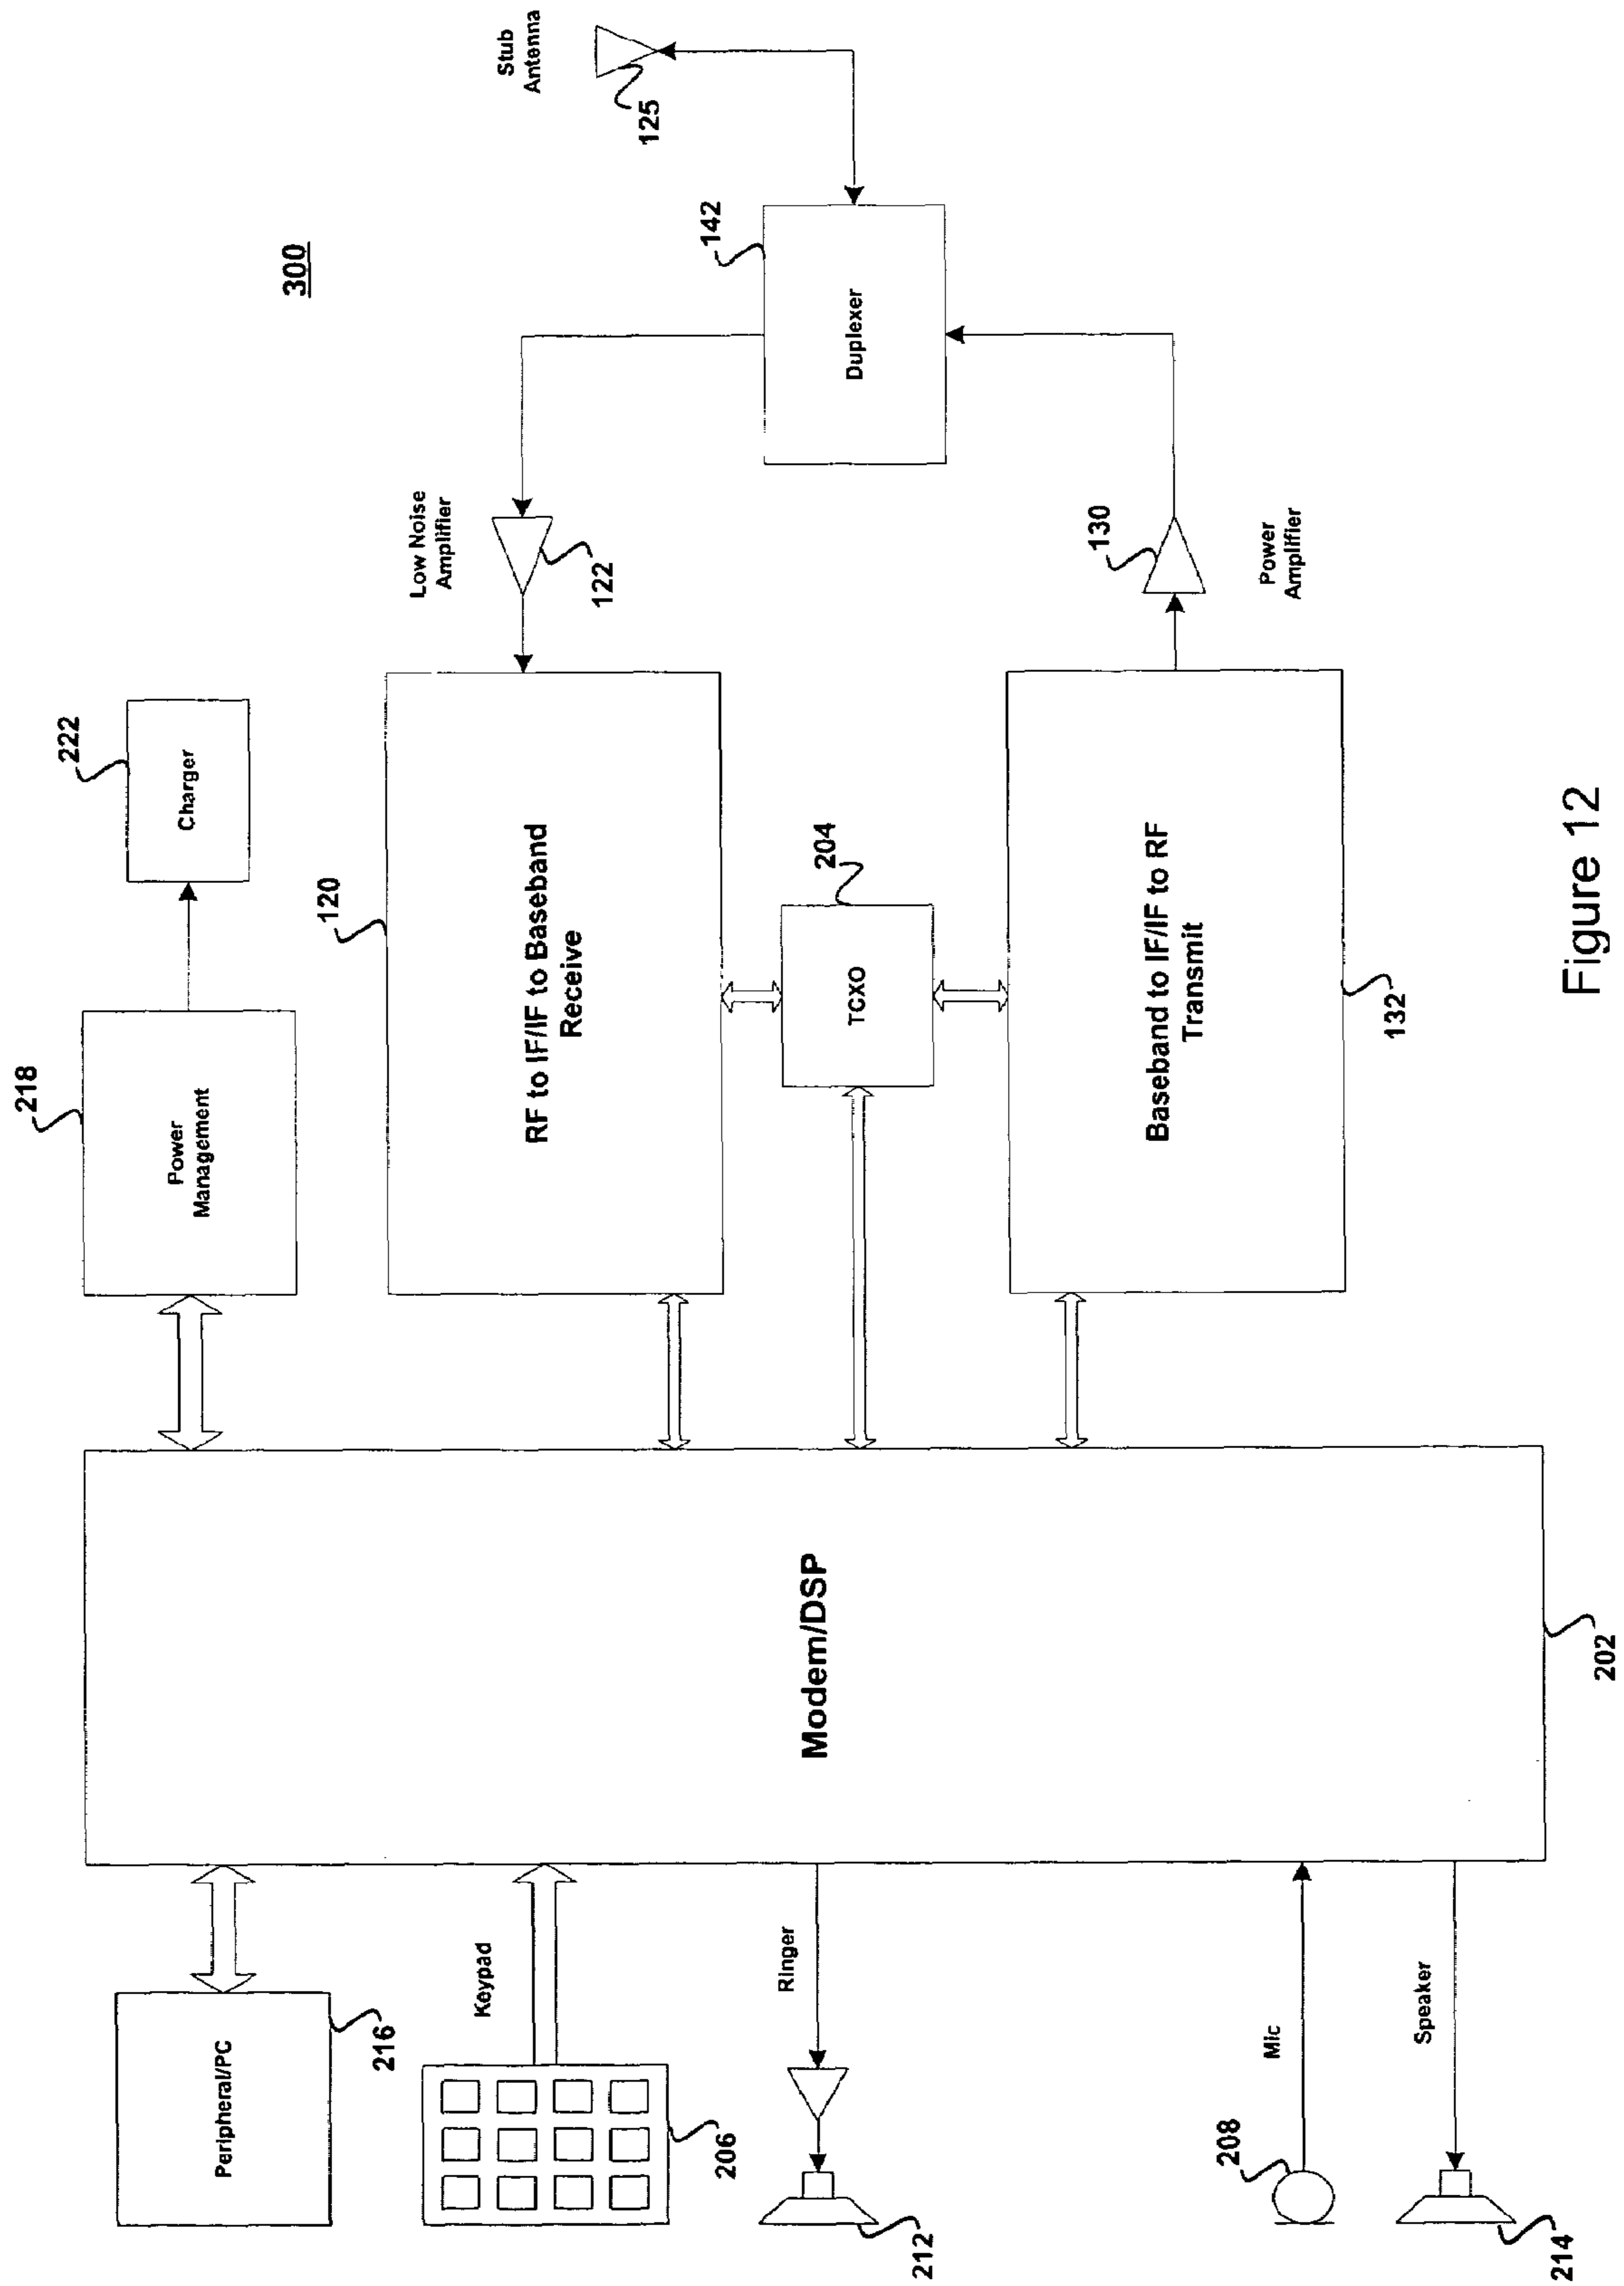 300
Stub
Antenna
125
142
Duplexer
Low Noise
Amplifier
122
130
Power
Amplifier
222
Charger
218
Power
Management
120
RF to IF/IF to Baseband
Receive
204
TCXO
Baseband to IF/IF to RF
Transmit
132
Modem/DSP
202
Peripheral/PC
216
Keypad
206
Ringer
212
Mic
208
Speaker
214
Figure 12